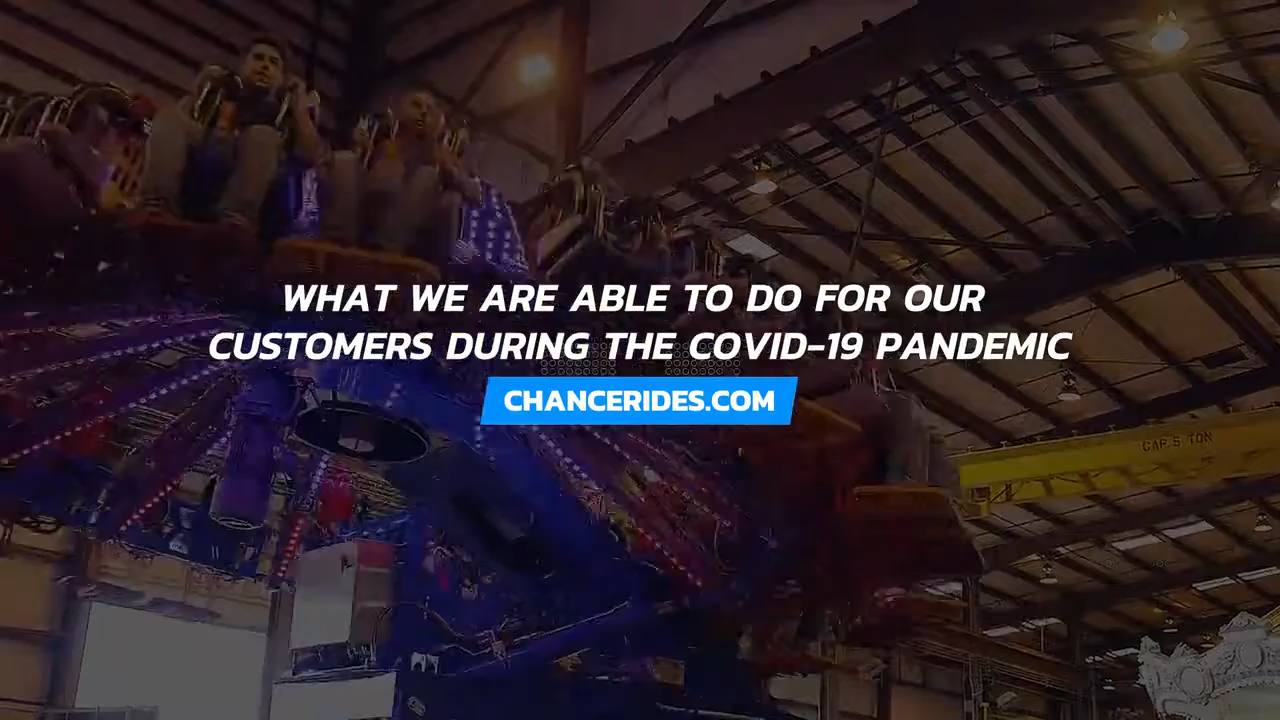 WHAT WE ARE ABLE TO DO FOR OUR
CUSTOMERS DURING THE COVID-19 PANDEMIC
CHANCERIDES.COM
CAP. 5 TON